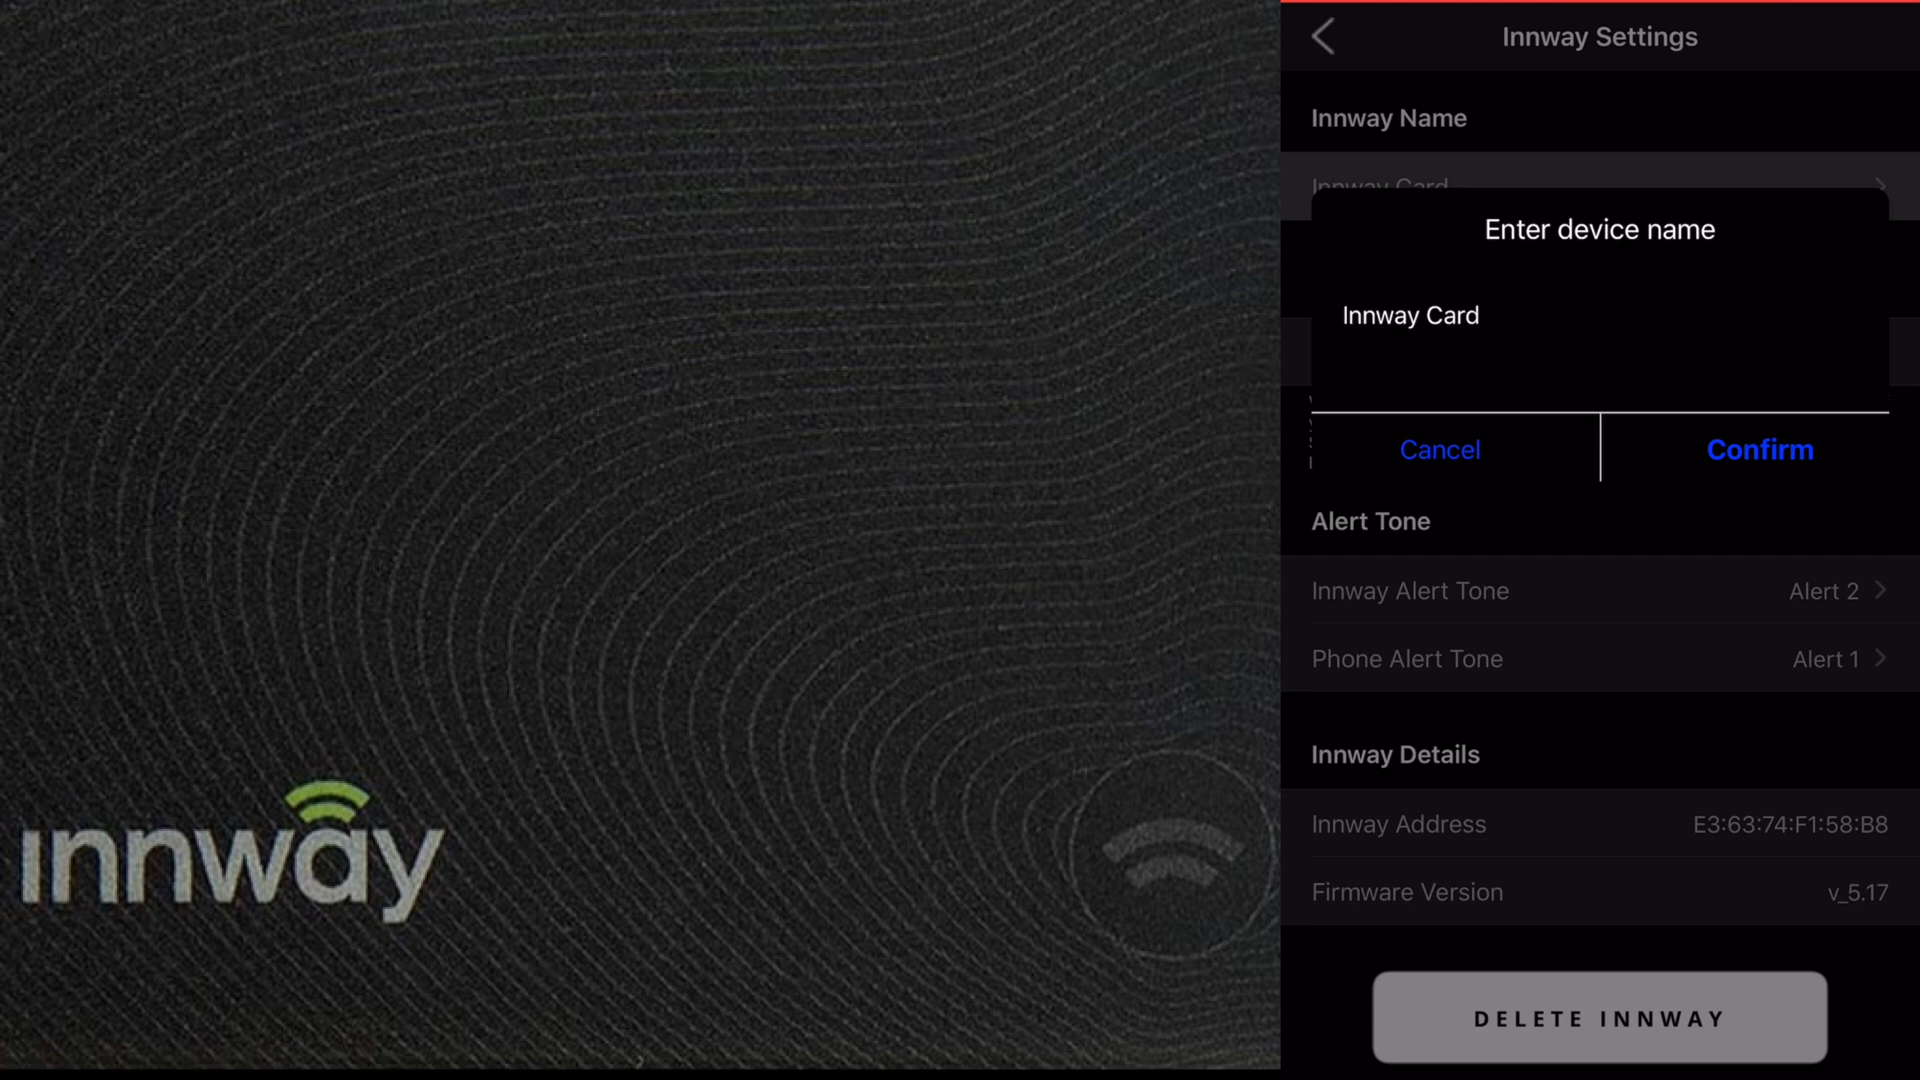 innway
Innway Settings
Innway Name
Innway Card
Enter device name
Innway Card
Cancel
Confirm
Alert Tone
Innway Alert Tone
Alert 2
Phone Alert Tone
Alert 1
Innway Details
Innway Address
E3:63:74:F1:58:B8
Firmware Version
v_5.17
DELETE INNWAY